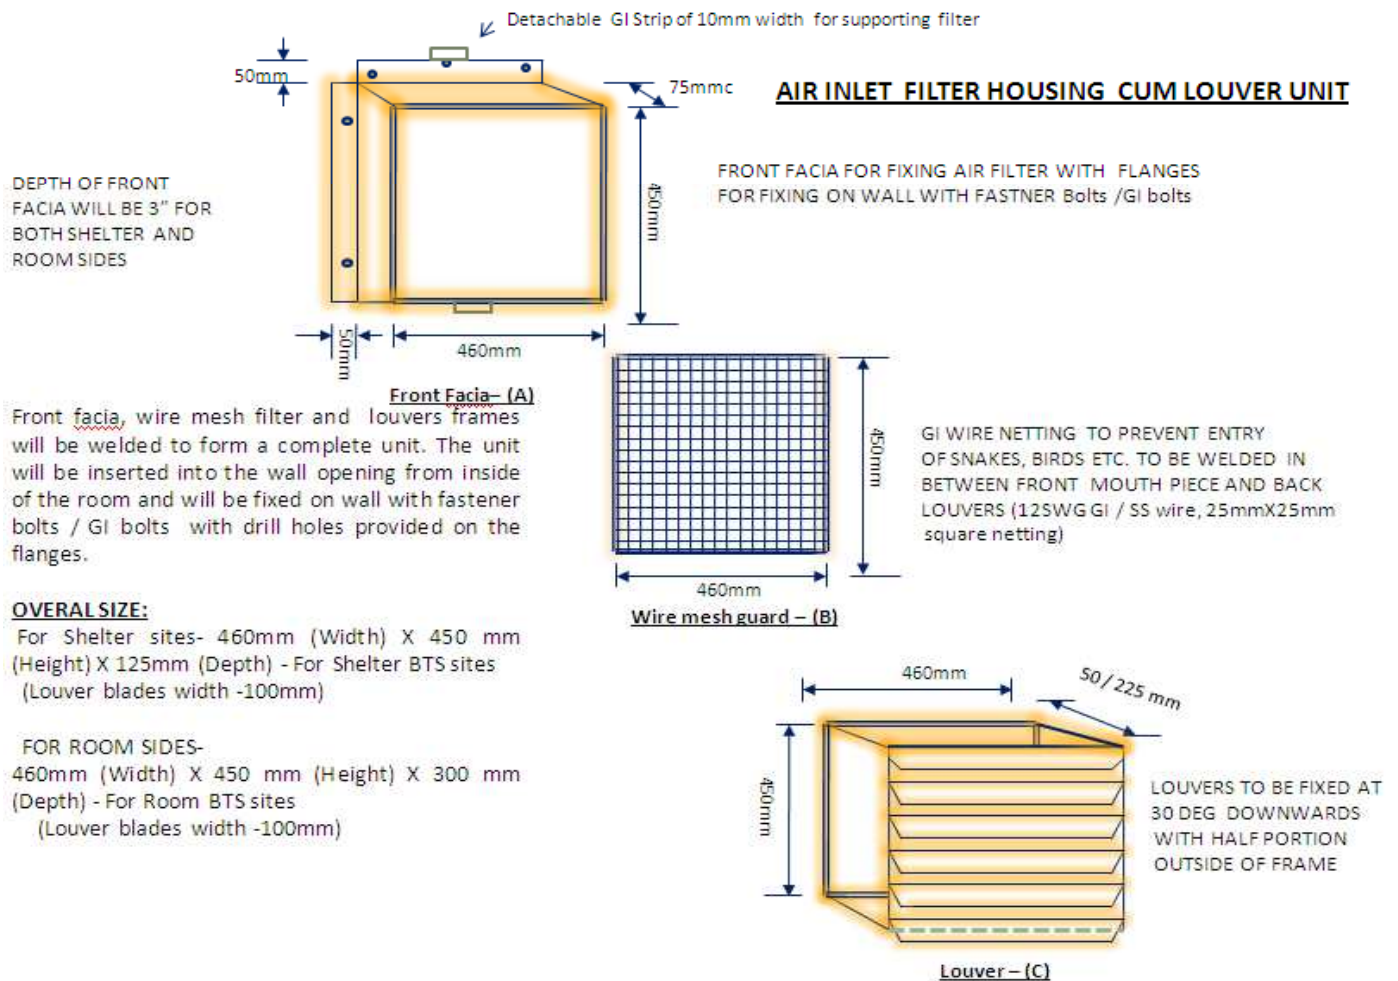 Detachable GI Strip of 10mm width for supporting filter
50mm
75mmc
AIR INLET FILTER HOUSING CUM LOUVER UNIT
DEPTH OF FRONT
FACIA WILL BE 3" FOR
BOTH SHELTER AND
ROOM SIDES
450mm
FRONT FACIA FOR FIXING AIR FILTER WITH FLANGES
FOR FIXING ON WALL WITH FASTNER Bolts /GI bolts
50mm
460mm
Front Facia– (A)
Front facia, wire mesh filter and louvers frames
will be welded to form a complete unit. The unit
will be inserted into the wall opening from inside
of the room and will be fixed on wall with fastener
bolts / GI bolts with drill holes provided on the
flanges.
450mm
GI WIRE NETTING TO PREVENT ENTRY
OF SNAKES, BIRDS ETC. TO BE WELDED IN
BETWEEN FRONT MOUTH PIECE AND BACK
LOUVERS (12SWG GI / SS wire, 25mmX25mm
square netting)
460mm
Wire mesh guard – (B)
OVERAL SIZE:
For Shelter sites- 460mm (Width) X 450 mm
(Height) X 125mm (Depth) - For Shelter BTS sites
(Louver blades width -100mm)
FOR ROOM SIDES-
460mm (Width) X 450 mm (Height) X 300 mm
(Depth) - For Room BTS sites
(Louver blades width -100mm)
460mm
50 / 225 mm
450mm
LOUVERS TO BE FIXED AT
30 DEG DOWNWARDS
WITH HALF PORTION
OUTSIDE OF FRAME
Louver – (C)